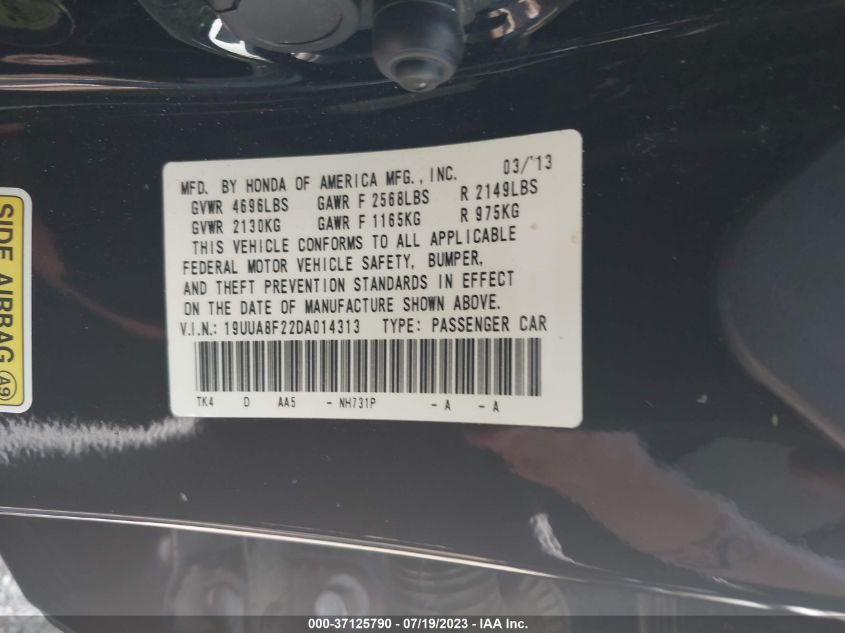 MFD. BY HONDA OF AMERICA MFG., INC. 03/'13
GVWR 4696LBS GAWR F 2568LBS R 2149LBS
GVWR 2130KG GAWR F 1165KG R 975KG
THIS VEHICLE CONFORMS TO ALL APPLICABLE
FEDERAL MOTOR VEHICLE SAFETY, BUMPER,
AND THEFT PREVENTION STANDARDS IN EFFECT
ON THE DATE OF MANUFACTURE SHOWN ABOVE.
V.I.N.: 19UUA8F22DA014313 TYPE: PASSENGER CAR
TK4 D AA5 - NH731P - A - A
SIDE AIRBAG A9
000-37125790 - 07/19/2023 - IAA Inc.